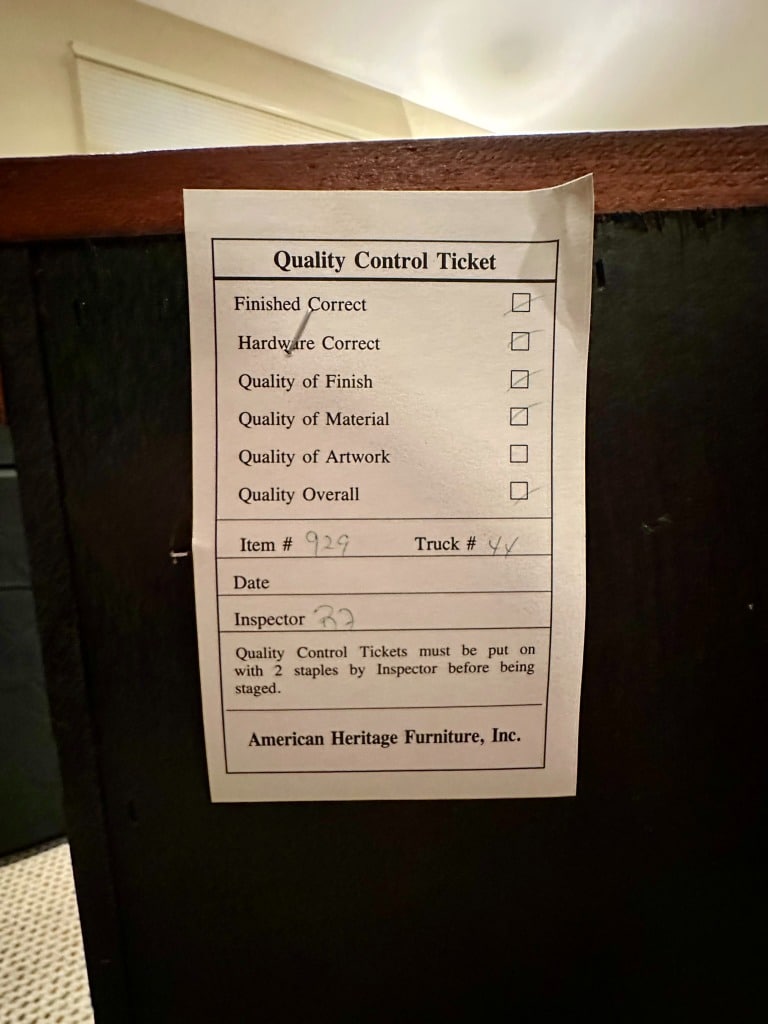 Quality Control Ticket
Finished Correct
Hardware Correct
Quality of Finish
Quality of Material
Quality of Artwork
Quality Overall
Item # 929 Truck # 44
Date
Inspector
Quality Control Tickets must be put on
with 2 staples by Inspector before being
staged.
American Heritage Furniture, Inc.